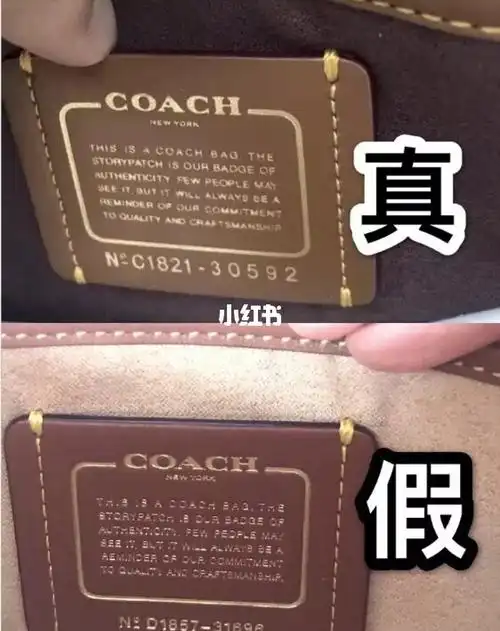 COACH
NEW YORK
THIS IS A COACH BAG. THE
STORYPATCH IS OUR BADGE OF
AUTHENTICITY. FEW PEOPLE MAY
SEE IT, BUT IT WILL ALWAYS BE A
REMINDER OF OUR COMMITMENT
TO QUALITY AND CRAFTSMANSHIP.
Nº C1821-30592
真
小红书
COACH
NEW YORK
THIS IS A COACH BAG. THE
STORYPATCH IS OUR BADGE OF
AUTHENTICITY. FEW PEOPLE MAY
SEE IT, BUT IT WILL ALWAYS BE A
REMINDER OF OUR COMMITMENT
TO QUALITY AND CRAFTSMANSHIP.
Nº D1857-31696
假